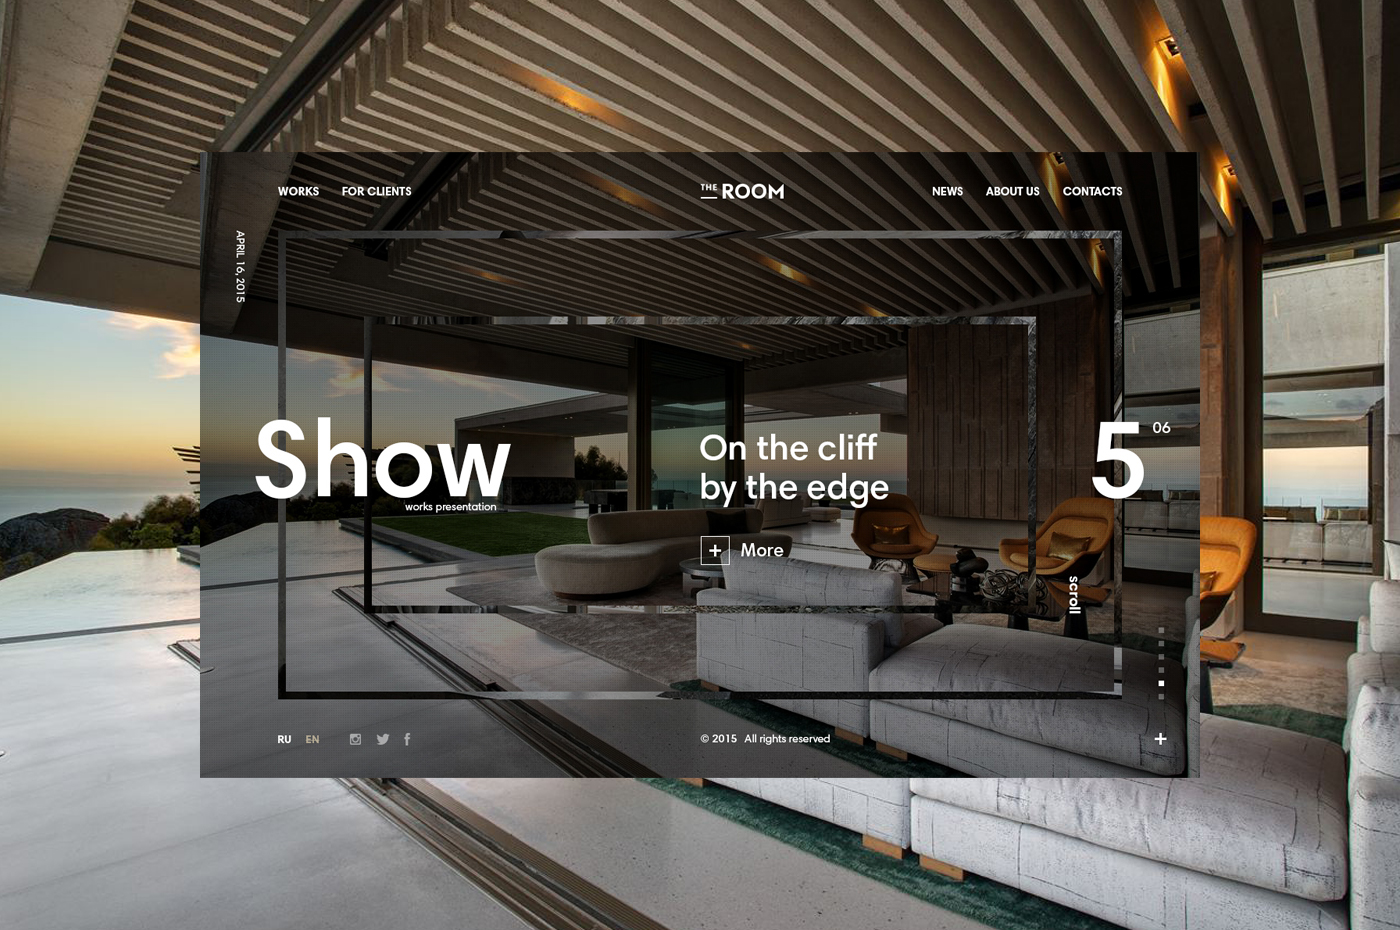 WORKS
FOR CLIENTS
THE ROOM
NEWS
ABOUT US
CONTACTS
APRIL 16, 2015
Show
works presentation
On the cliff
by the edge
More
5
06
scroll
RU
EN
© 2015 All rights reserved